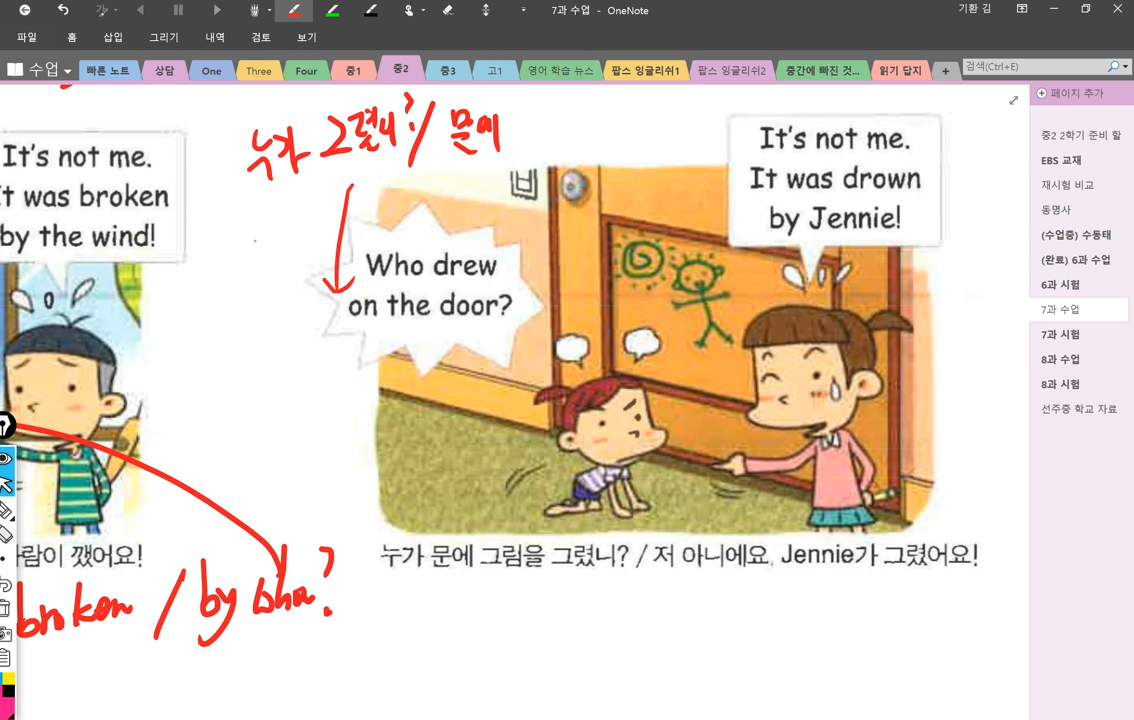 7과 수업 - OneNote
기환 김
파일 홈 삽입 그리기 내역 검토 보기
수업 빠른 노트 상담 One Three Four 중1 중2 중3 고1 영어 학습 뉴스 팝스 잉글리쉬1 팝스 잉글리쉬2 중간에 빠진 것... 읽기 답지 + 검색(Ctrl+E)
페이지 추가
중2 2학기 준비 할
EBS 교재
재시험 비교
동명사
(수업중) 수동태
(완료) 6과 수업
6과 시험
7과 수업
7과 시험
8과 수업
8과 시험
선주중 학교 자료
누가 그렸니? / 문에
It's not me.
It was broken
by the wind!
Who drew
on the door?
It's not me.
It was drown
by Jennie!
람이 깼어요!
누가 문에 그림을 그렸니? / 저 아니에요, Jennie가 그렸어요!
broken / by who?